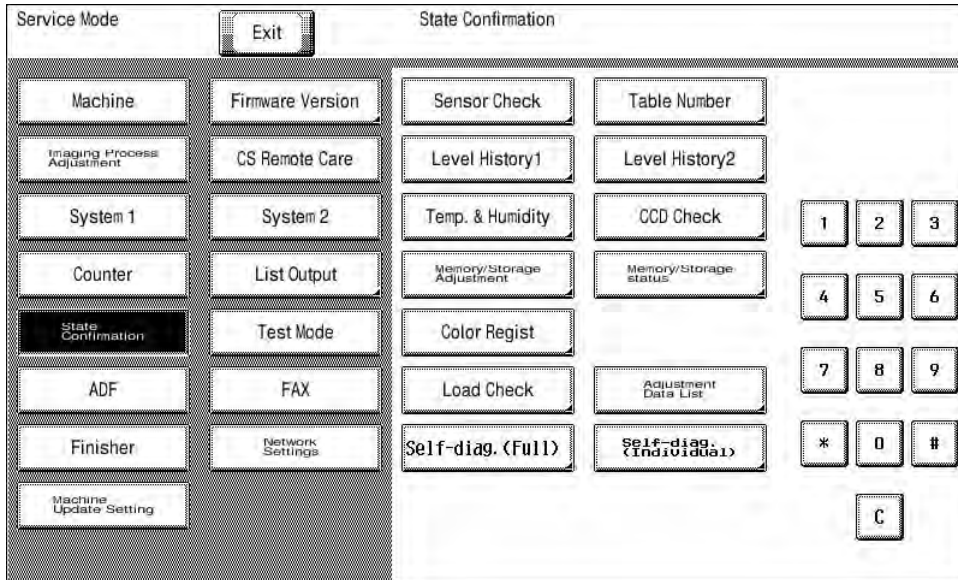 Service Mode
Exit
State Confirmation
Machine
Firmware Version
Sensor Check
Table Number
Imaging Process
Adjustment
CS Remote Care
Level History1
Level History2
System 1
System 2
Temp. & Humidity
CCD Check
1 2 3
Counter
List Output
Memory/Storage
Adjustment
Memory/Storage
status
4 5 6
State
Confirmation
Test Mode
Color Regist
ADF
FAX
Load Check
Adjustment
Data List
7 8 9
Finisher
Network
Settings
Self-diag.(Full)
Self-diag.
(Individual)
* 0 #
Machine
Update Setting
C